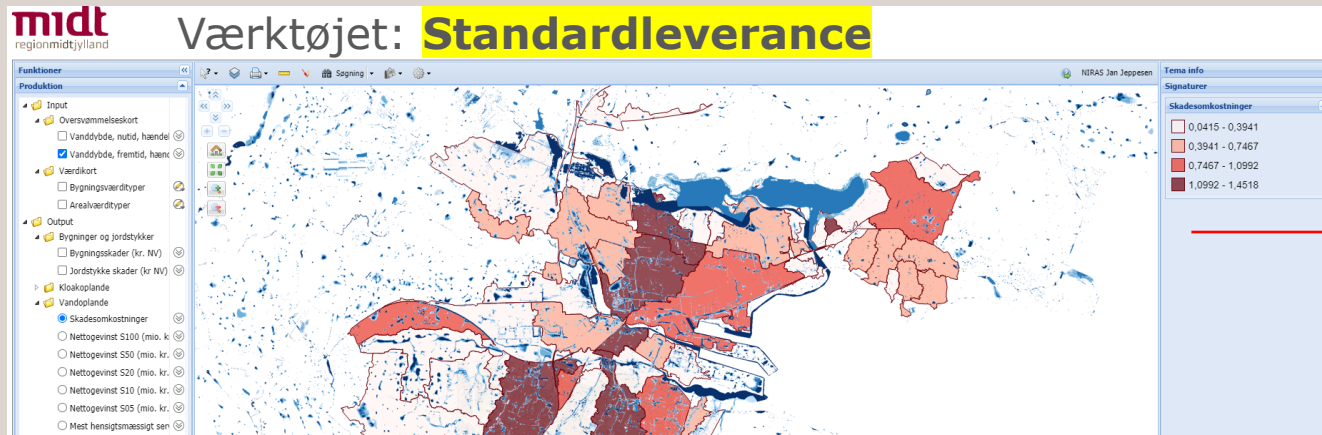 midt
regionmidtjylland
Værktøjet: Standardleverance
Funktioner
Produktion
Input
Oversvømmelseskort
Vanddybde, nutid, hændel
Vanddybde, fremtid, hænd
Værdikort
Bygningsværdityper
Arealværdityper
Output
Bygninger og jordstykker
Bygningsskader (kr. NV)
Jordstykke skader (kr NV)
Kloakoplande
Vandoplande
Skadesomkostninger
Nettogevinst S100 (mio. k
Nettogevinst S50 (mio. kr.
Nettogevinst S20 (mio. kr.
Nettogevinst S10 (mio. kr.
Nettogevinst S05 (mio. kr.
Mest hensigtsmæssigt serv
Søgning
NIRAS Jan Jeppesen
Tema info
Signaturer
Skadesomkostninger
0,0415 - 0,3941
0,3941 - 0,7467
0,7467 - 1,0992
1,0992 - 1,4518